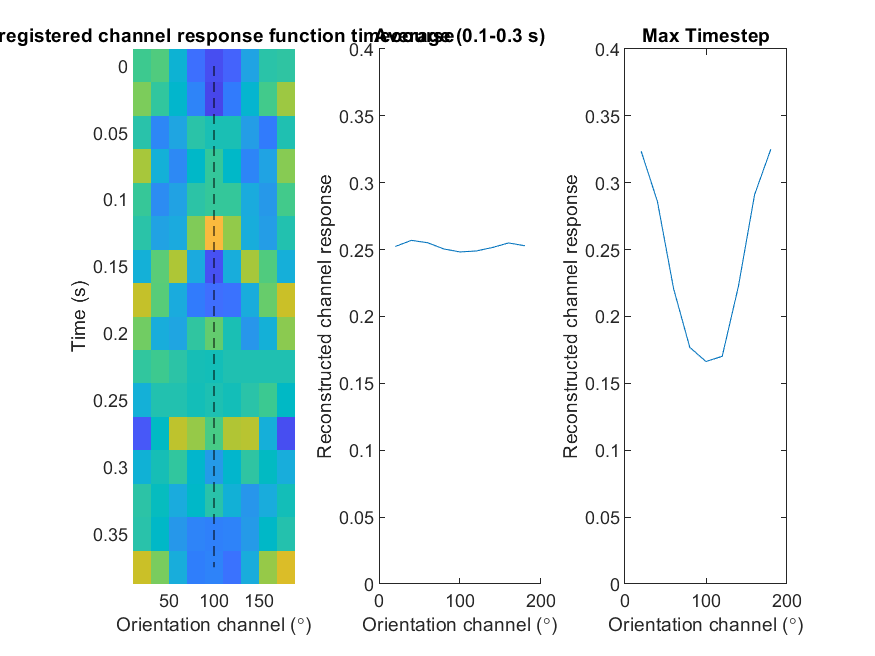 registered channel response function timecourse
Average (0.1-0.3 s)
Max Timestep
0
0.05
0.1
0.15
0.2
0.25
0.3
0.35
Time (s)
50 100 150
Orientation channel (°)
0.4
0.35
0.3
0.25
0.2
0.15
0.1
0.05
0
Reconstructed channel response
0 100 200
Orientation channel (°)
0.4
0.35
0.3
0.25
0.2
0.15
0.1
0.05
0
Reconstructed channel response
0 100 200
Orientation channel (°)